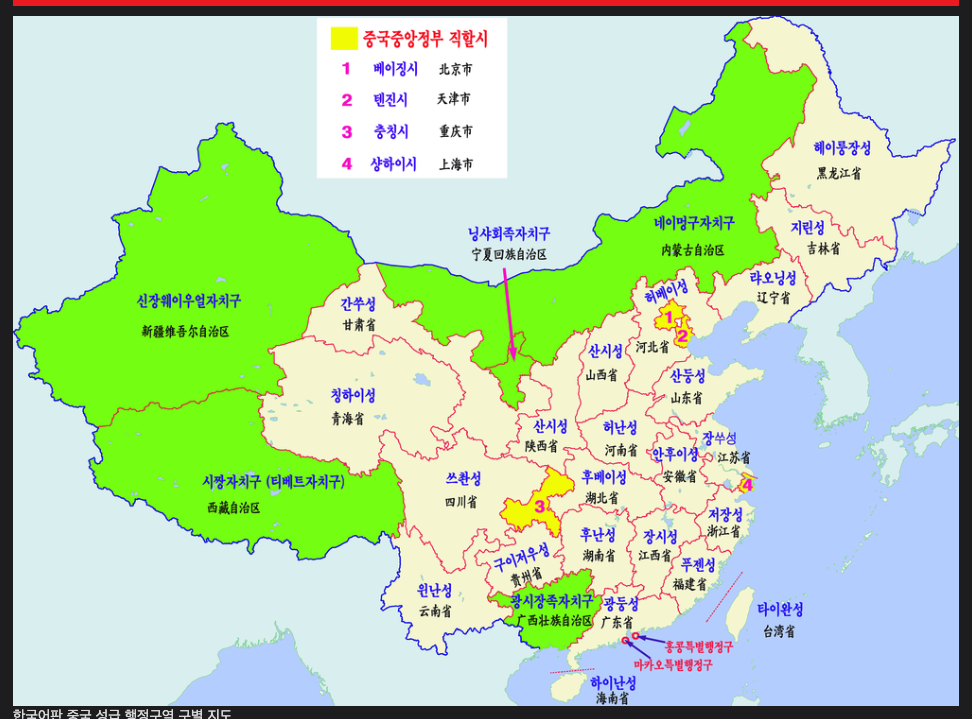 중국중앙정부 직할시
1 베이징시 北京市
2 톈진시 天津市
3 충칭시 重庆市
4 샹하이시 上海市
헤이룽장성
黑龙江省
네이멍구자치구
内蒙古自治区
지린성
吉林省
닝샤회족자치구
宁夏回族自治区
랴오닝성
辽宁省
신장웨이우얼자치구
新疆维吾尔自治区
간쑤성
甘肃省
허베이성
1
2
河北省
산시성
山西省
산둥성
山东省
칭하이성
青海省
산시성
陕西省
허난성
河南省
장쑤성
江苏省
안후이성
安徽省
시짱자치구 (티베트자치구)
西藏自治区
쓰촨성
四川省
3
후베이성
湖北省
4
저장성
浙江省
후난성
湖南省
장시성
江西省
푸젠성
福建省
구이저우성
贵州省
윈난성
云南省
광시장족자치구
广西壮族自治区
광둥성
广东省
타이완성
台湾省
홍콩특별행정구
마카오특별행정구
하이난성
海南省
한국어판 중국 성급 행정구역 구별 지도